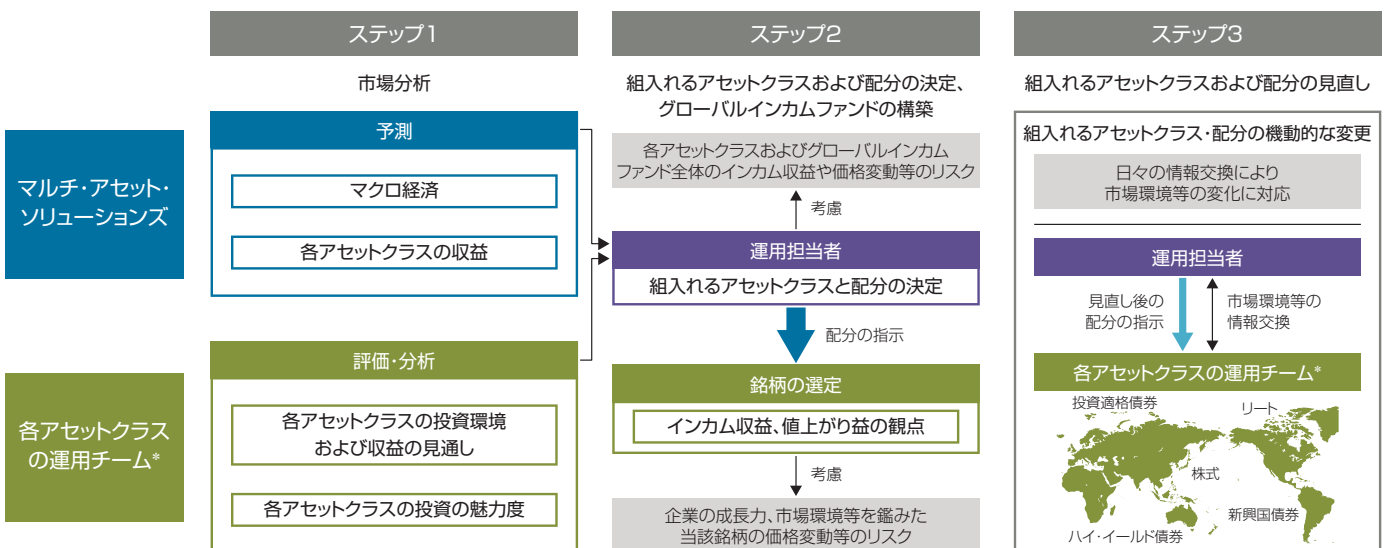 ステップ1
市場分析
マルチ・アセット・
ソリューションズ
予測
マクロ経済
各アセットクラスの収益
各アセットクラス
の運用チーム*
評価・分析
各アセットクラスの投資環境
および収益の見通し
各アセットクラスの投資の魅力度
ステップ2
組入れるアセットクラスおよび配分の決定、
グローバルインカムファンドの構築
各アセットクラスおよびグローバルインカム
ファンド全体のインカム収益や価格変動等のリスク
考慮
運用担当者
組入れるアセットクラスと配分の決定
配分の指示
銘柄の選定
インカム収益、値上がり益の観点
考慮
企業の成長力、市場環境等を鑑みた
当該銘柄の価格変動等のリスク
ステップ3
組入れるアセットクラスおよび配分の見直し
組入れるアセットクラス・配分の機動的な変更
日々の情報交換により
市場環境等の変化に対応
運用担当者
見直し後の
配分の指示
市場環境等の
情報交換
各アセットクラスの運用チーム*
投資適格債券
リート
株式
新興国債券
ハイ・イールド債券